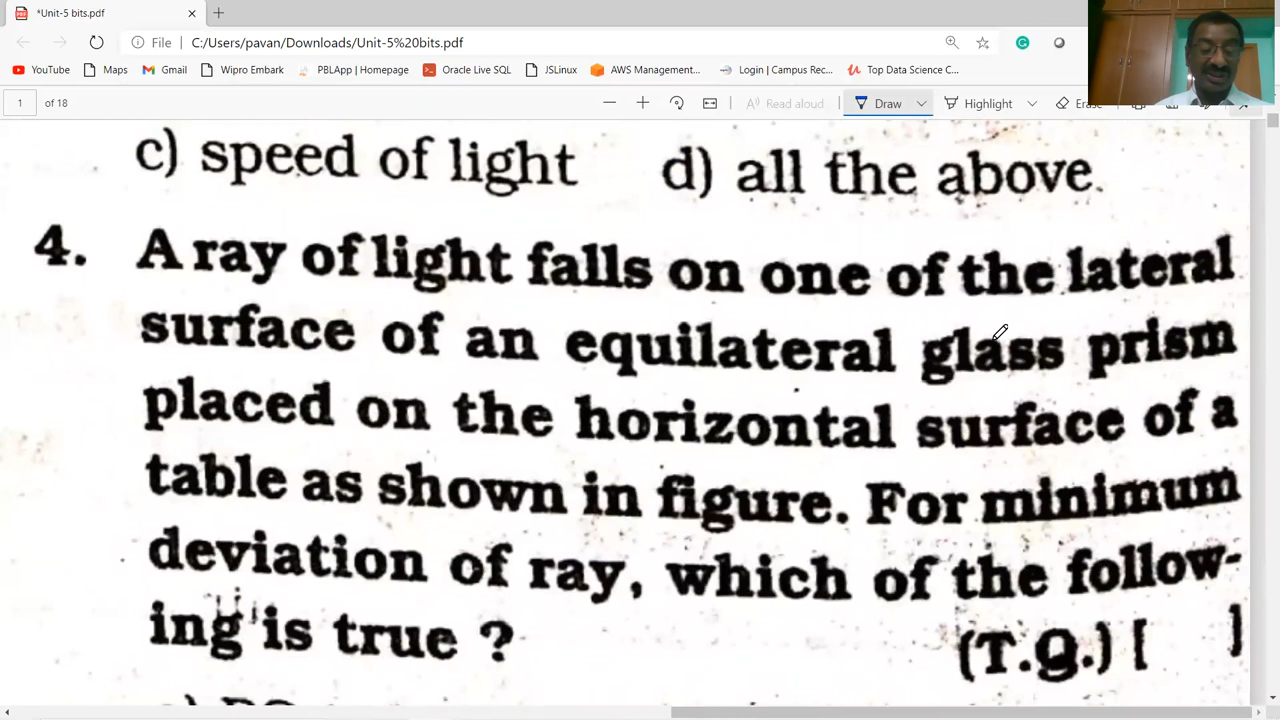 *Unit-5 bits.pdf
File C:/Users/pavan/Downloads/Unit-5%20bits.pdf
YouTube Maps Gmail Wipro Embark PBLApp | Homepage Oracle Live SQL JSLinux AWS Management... Login | Campus Rec... Top Data Science C...
1 of 18 Read aloud Draw Highlight Erase
c) speed of light d) all the above.
4. A ray of light falls on one of the lateral
surface of an equilateral glass prism
placed on the horizontal surface of a
table as shown in figure. For minimum
deviation of ray, which of the follow-
ing is true ? (T.Q.) [ ]